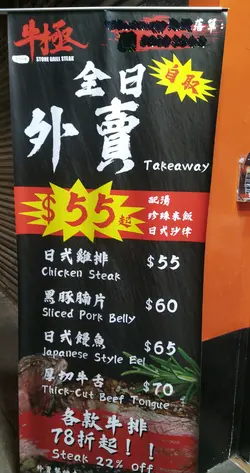 牛極
STONE GRILL STEAK
落單:
全日
自取
外賣
Takeaway
$55起
配湯
珍珠米飯
日式沙律
日式雞排 $55
Chicken Steak
黑豚腩片 $60
Sliced Pork Belly
日式鰻魚 $65
Japanese Style Eel
厚切牛舌 $70
Thick-Cut Beef Tongue
各款牛排
78折起！！
Steak 22% Off